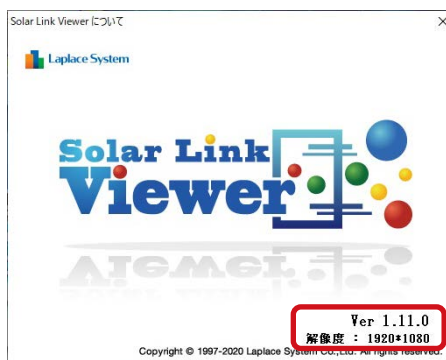 Solar Link Viewer について
Laplace System
Solar Link
Viewer
Ver 1.11.0
解像度 : 1920*1080
Copyright © 1997-2020 Laplace System Co.,Ltd. All rights reserved.